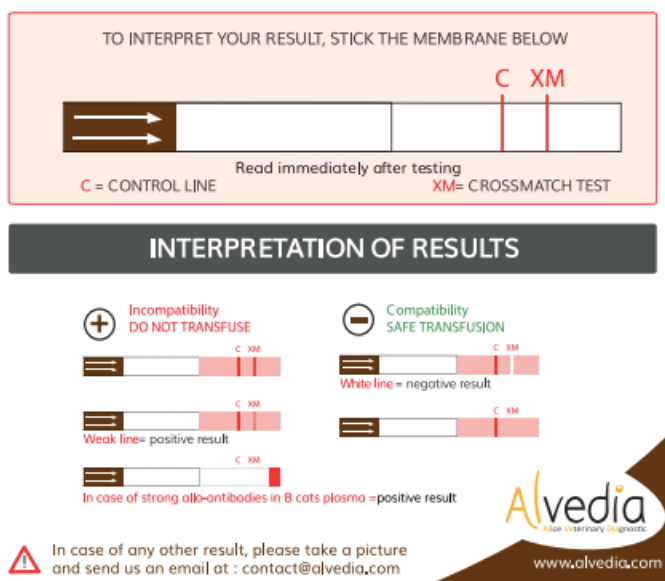 TO INTERPRET YOUR RESULT, STICK THE MEMBRANE BELOW
C XM
Read immediately after testing
C = CONTROL LINE
XM= CROSSMATCH TEST
INTERPRETATION OF RESULTS
+ Incompatibility
DO NOT TRANSFUSE
C XM
C XM
Weak line= positive result
C XM
In case of strong allo-antibodies in B cats plasma =positive result
− Compatibility
SAFE TRANSFUSION
C XM
White line= negative result
C XM
Alvedia
Alice Veterinary Diagnostic
! In case of any other result, please take a picture
and send us an email at : contact@alvedia.com
www.alvedia.com